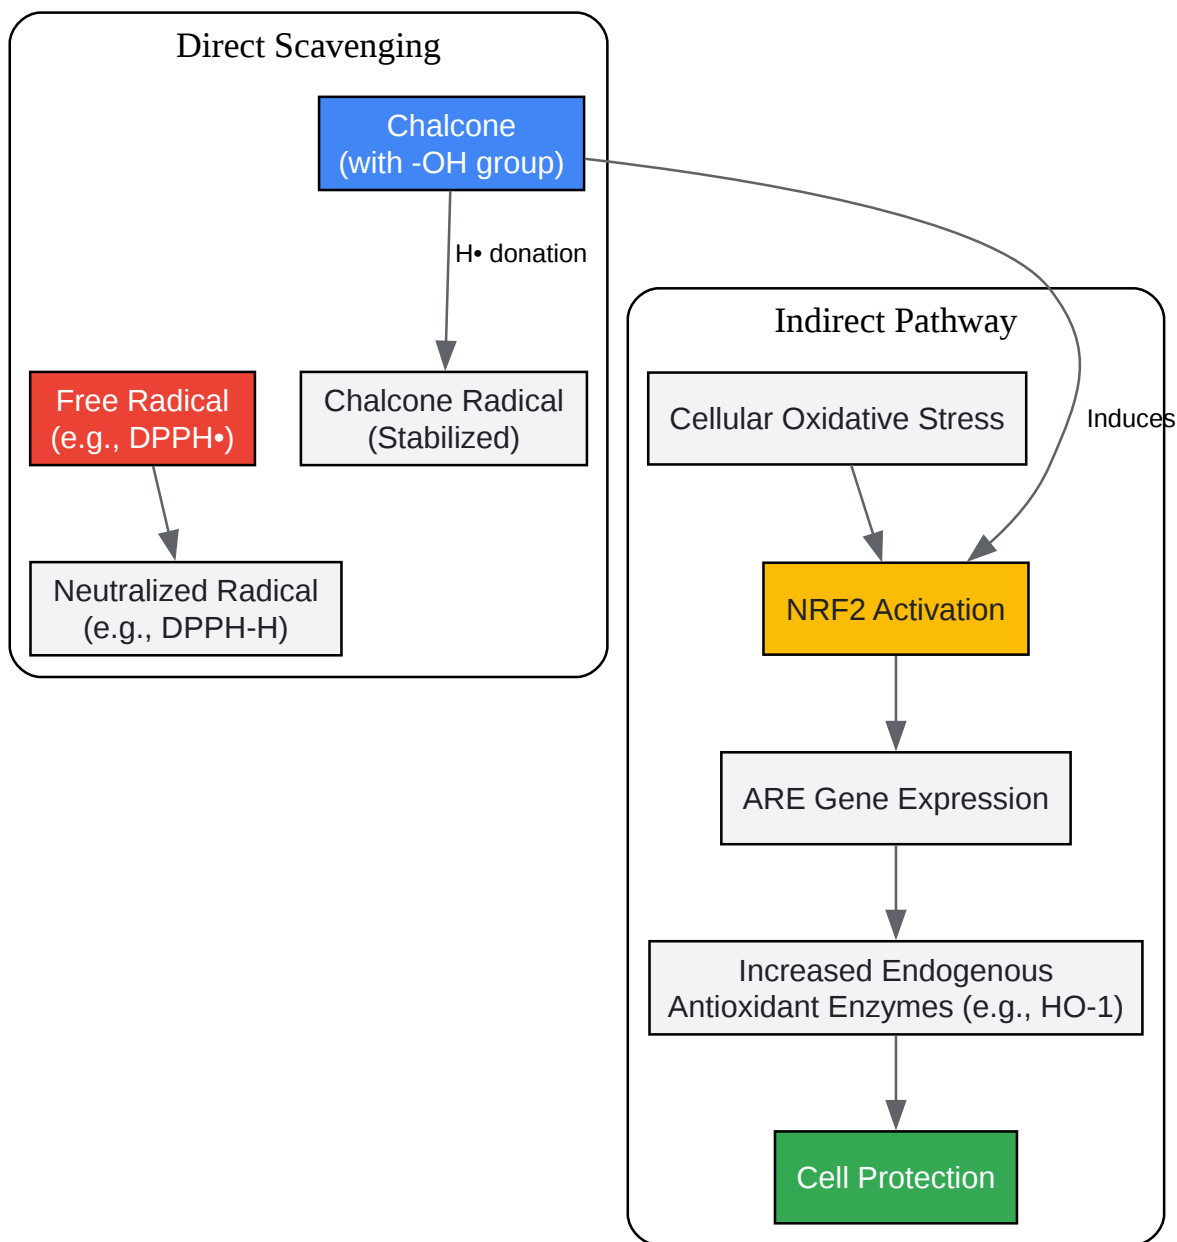 Direct Scavenging
Chalcone
(with -OH group)
H• donation
Free Radical
(e.g., DPPH•)
Chalcone Radical
(Stabilized)
Neutralized Radical
(e.g., DPPH-H)
Indirect Pathway
Cellular Oxidative Stress
Induces
NRF2 Activation
ARE Gene Expression
Increased Endogenous
Antioxidant Enzymes (e.g., HO-1)
Cell Protection